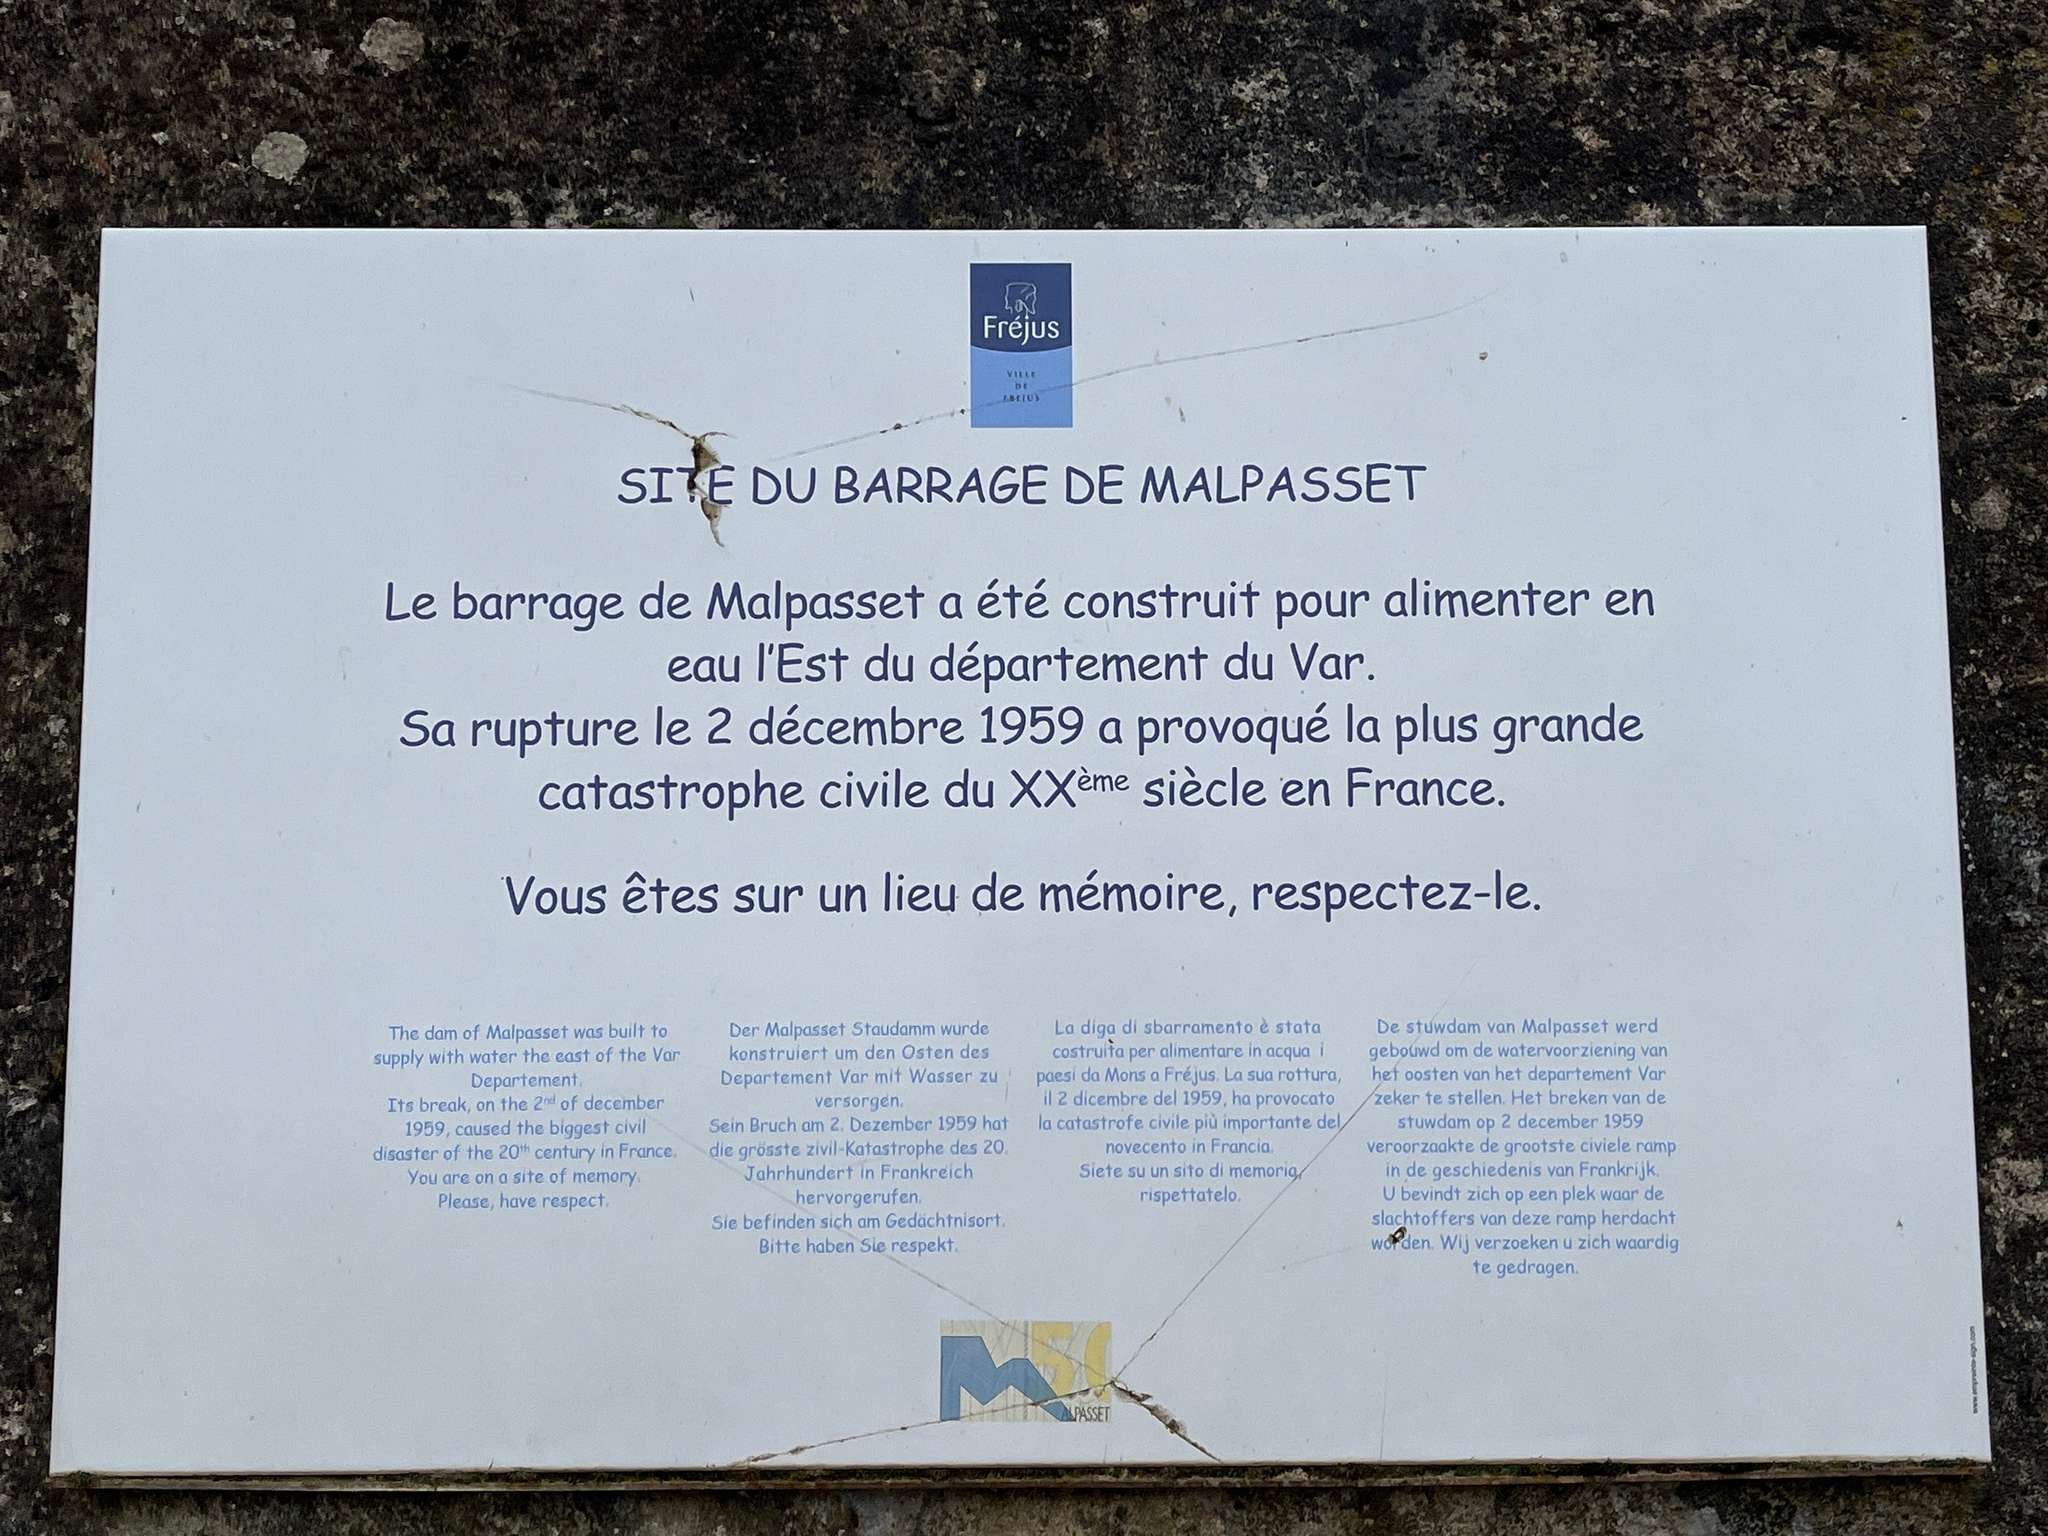 Fréjus
VILLE
DE
FRÉJUS
SITE DU BARRAGE DE MALPASSET
Le barrage de Malpasset a été construit pour alimenter en
eau l'Est du département du Var.
Sa rupture le 2 décembre 1959 a provoqué la plus grande
catastrophe civile du XXème siècle en France.
Vous êtes sur un lieu de mémoire, respectez-le.
The dam of Malpasset was built to
supply with water the east of the Var
Departement.
Its break, on the 2nd of december
1959, caused the biggest civil
disaster of the 20th century in France.
You are on a site of memory.
Please, have respect.
Der Malpasset Staudamm wurde
konstruiert um den Osten des
Departement Var mit Wasser zu
versorgen.
Sein Bruch am 2. Dezember 1959 hat
die grösste zivil-Katastrophe des 20.
Jahrhundert in Frankreich
hervorgerufen.
Sie befinden sich am Gedächtnisort.
Bitte haben Sie respekt.
La diga di sbarramento è stata
costruita per alimentare in acqua i
paesi da Mons a Fréjus. La sua rottura,
il 2 dicembre del 1959, ha provocato
la catastrofe civile più importante del
novecento in Francia.
Siete su un sito di memoria,
rispettatelo.
De stuwdam van Malpasset werd
gebouwd om de watervoorziening van
het oosten van het departement Var
zeker te stellen. Het breken van de
stuwdam op 2 december 1959
veroorzaakte de grootste civiele ramp
in de geschiedenis van Frankrijk.
U bevindt zich op een plek waar de
slachtoffers van deze ramp herdacht
worden. Wij verzoeken u zich waardig
te gedragen.
50
MALPASSET
www.empreinte-sign.com